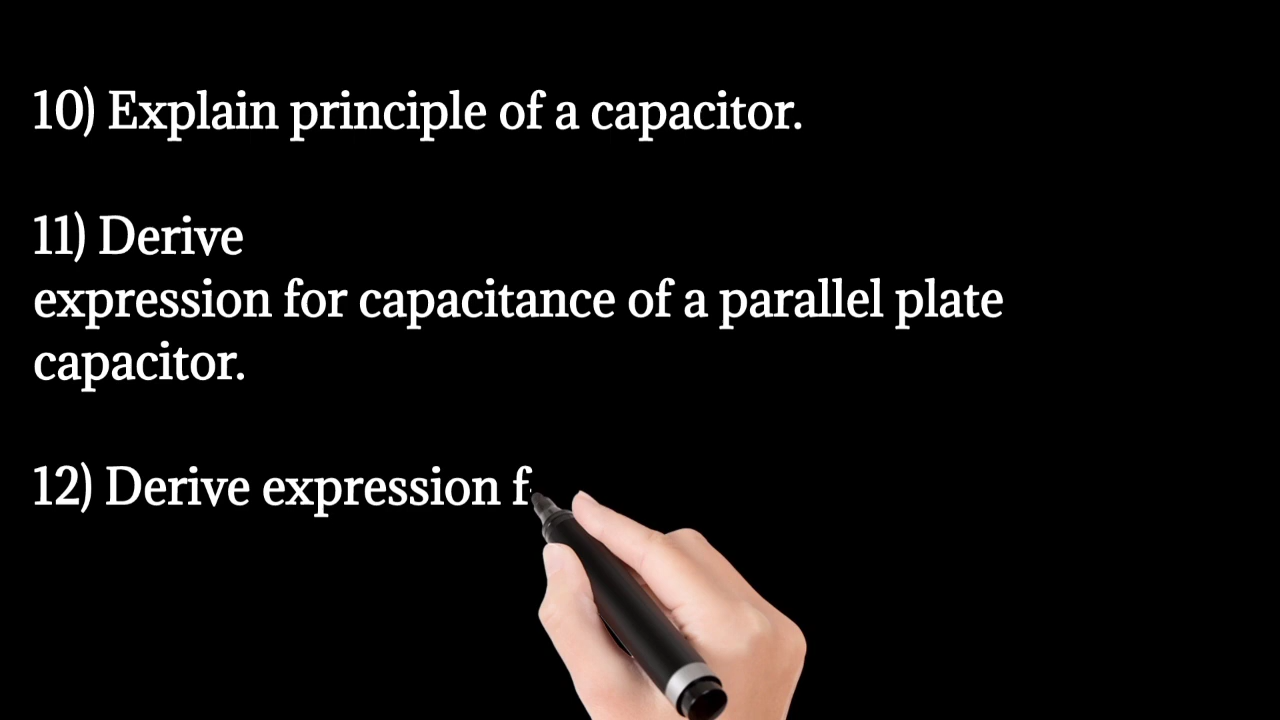 10) Explain principle of a capacitor.
11) Derive
expression for capacitance of a parallel plate
capacitor.
12) Derive expression f